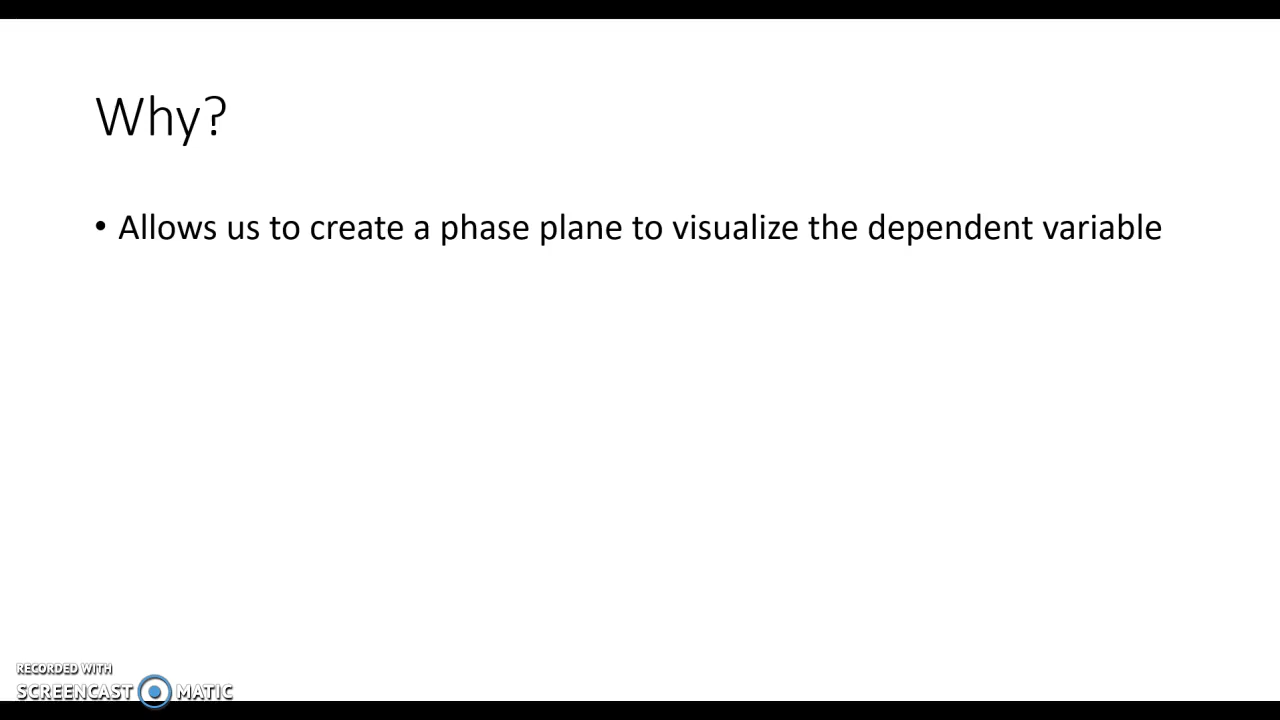 Why?
• Allows us to create a phase plane to visualize the dependent variable
RECORDED WITH
SCREENCAST MATIC